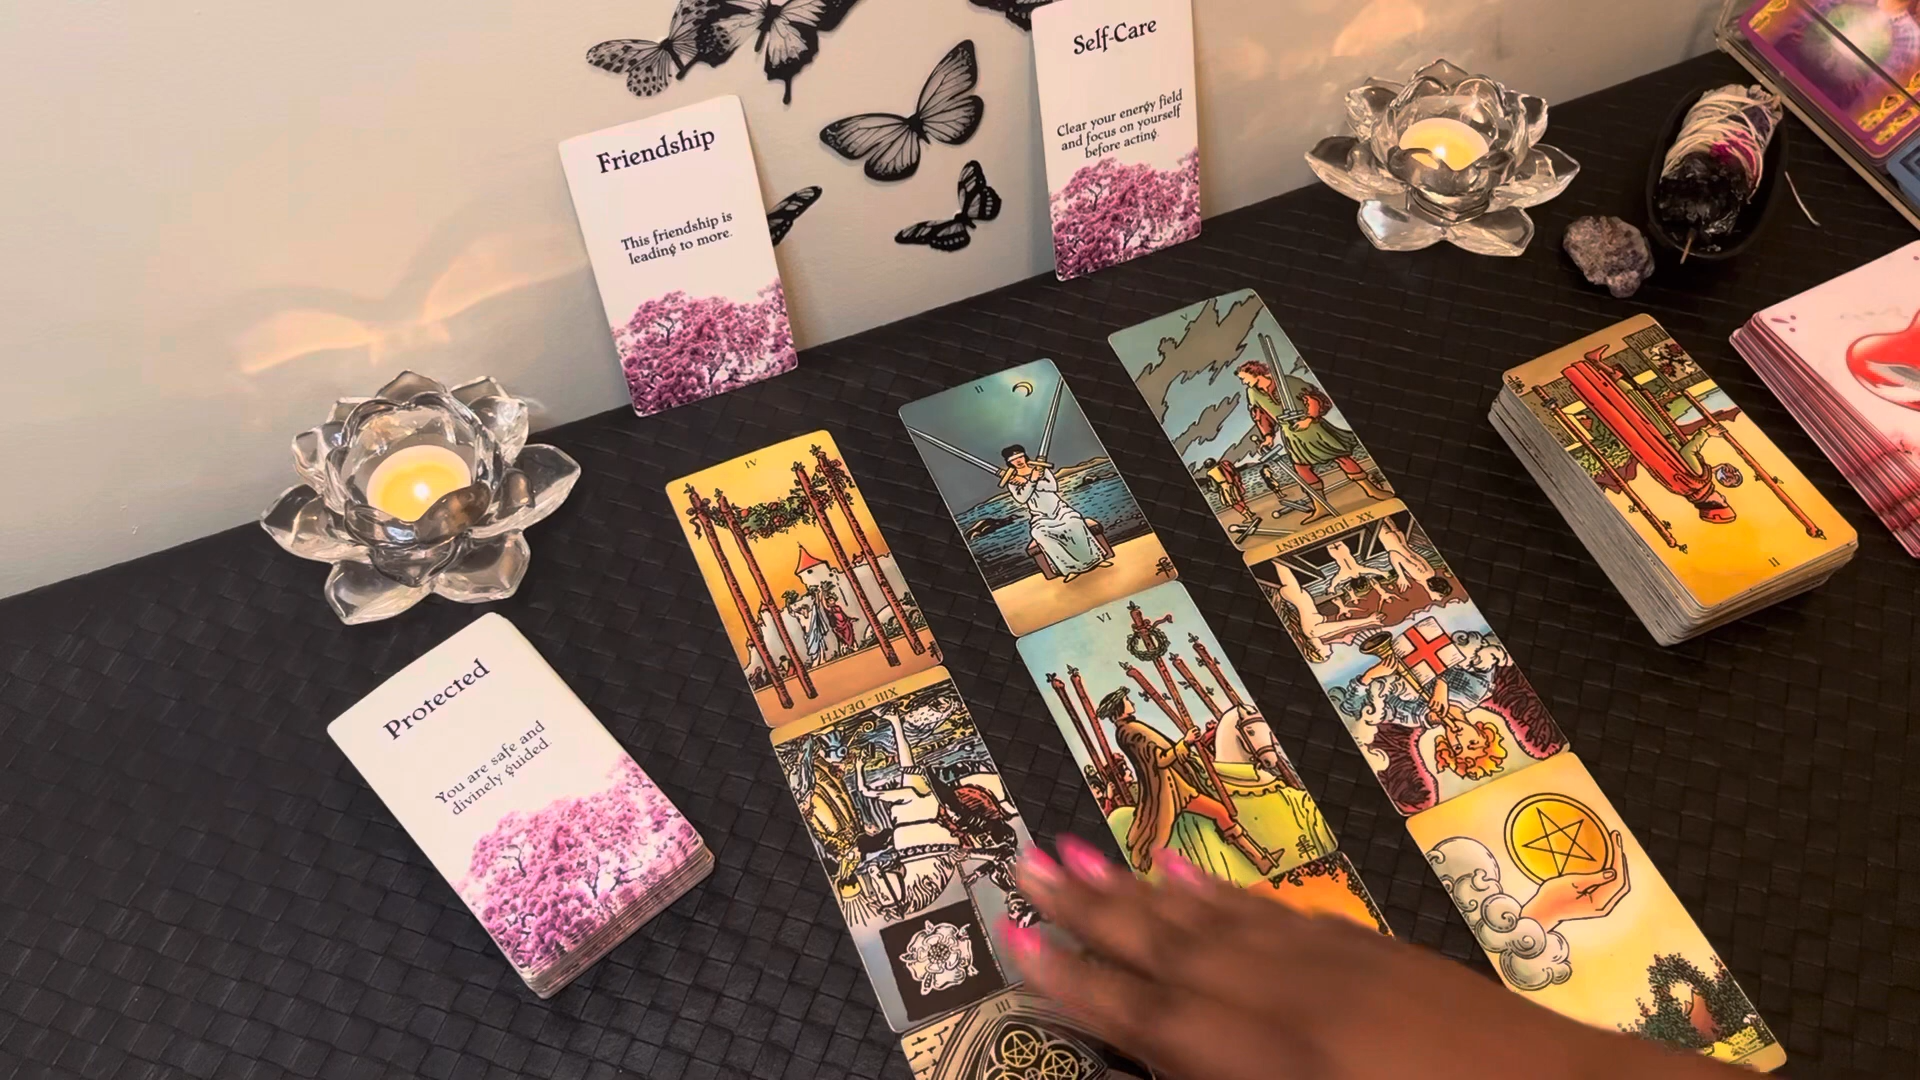 Self-Care
Clear your energy field
and focus on yourself
before acting.
Friendship
This friendship is
leading to more.
Protected
You are safe and
divinely guided.
IV
II
V
XIII - DEATH
VI
XX - JUDGEMENT
III
II